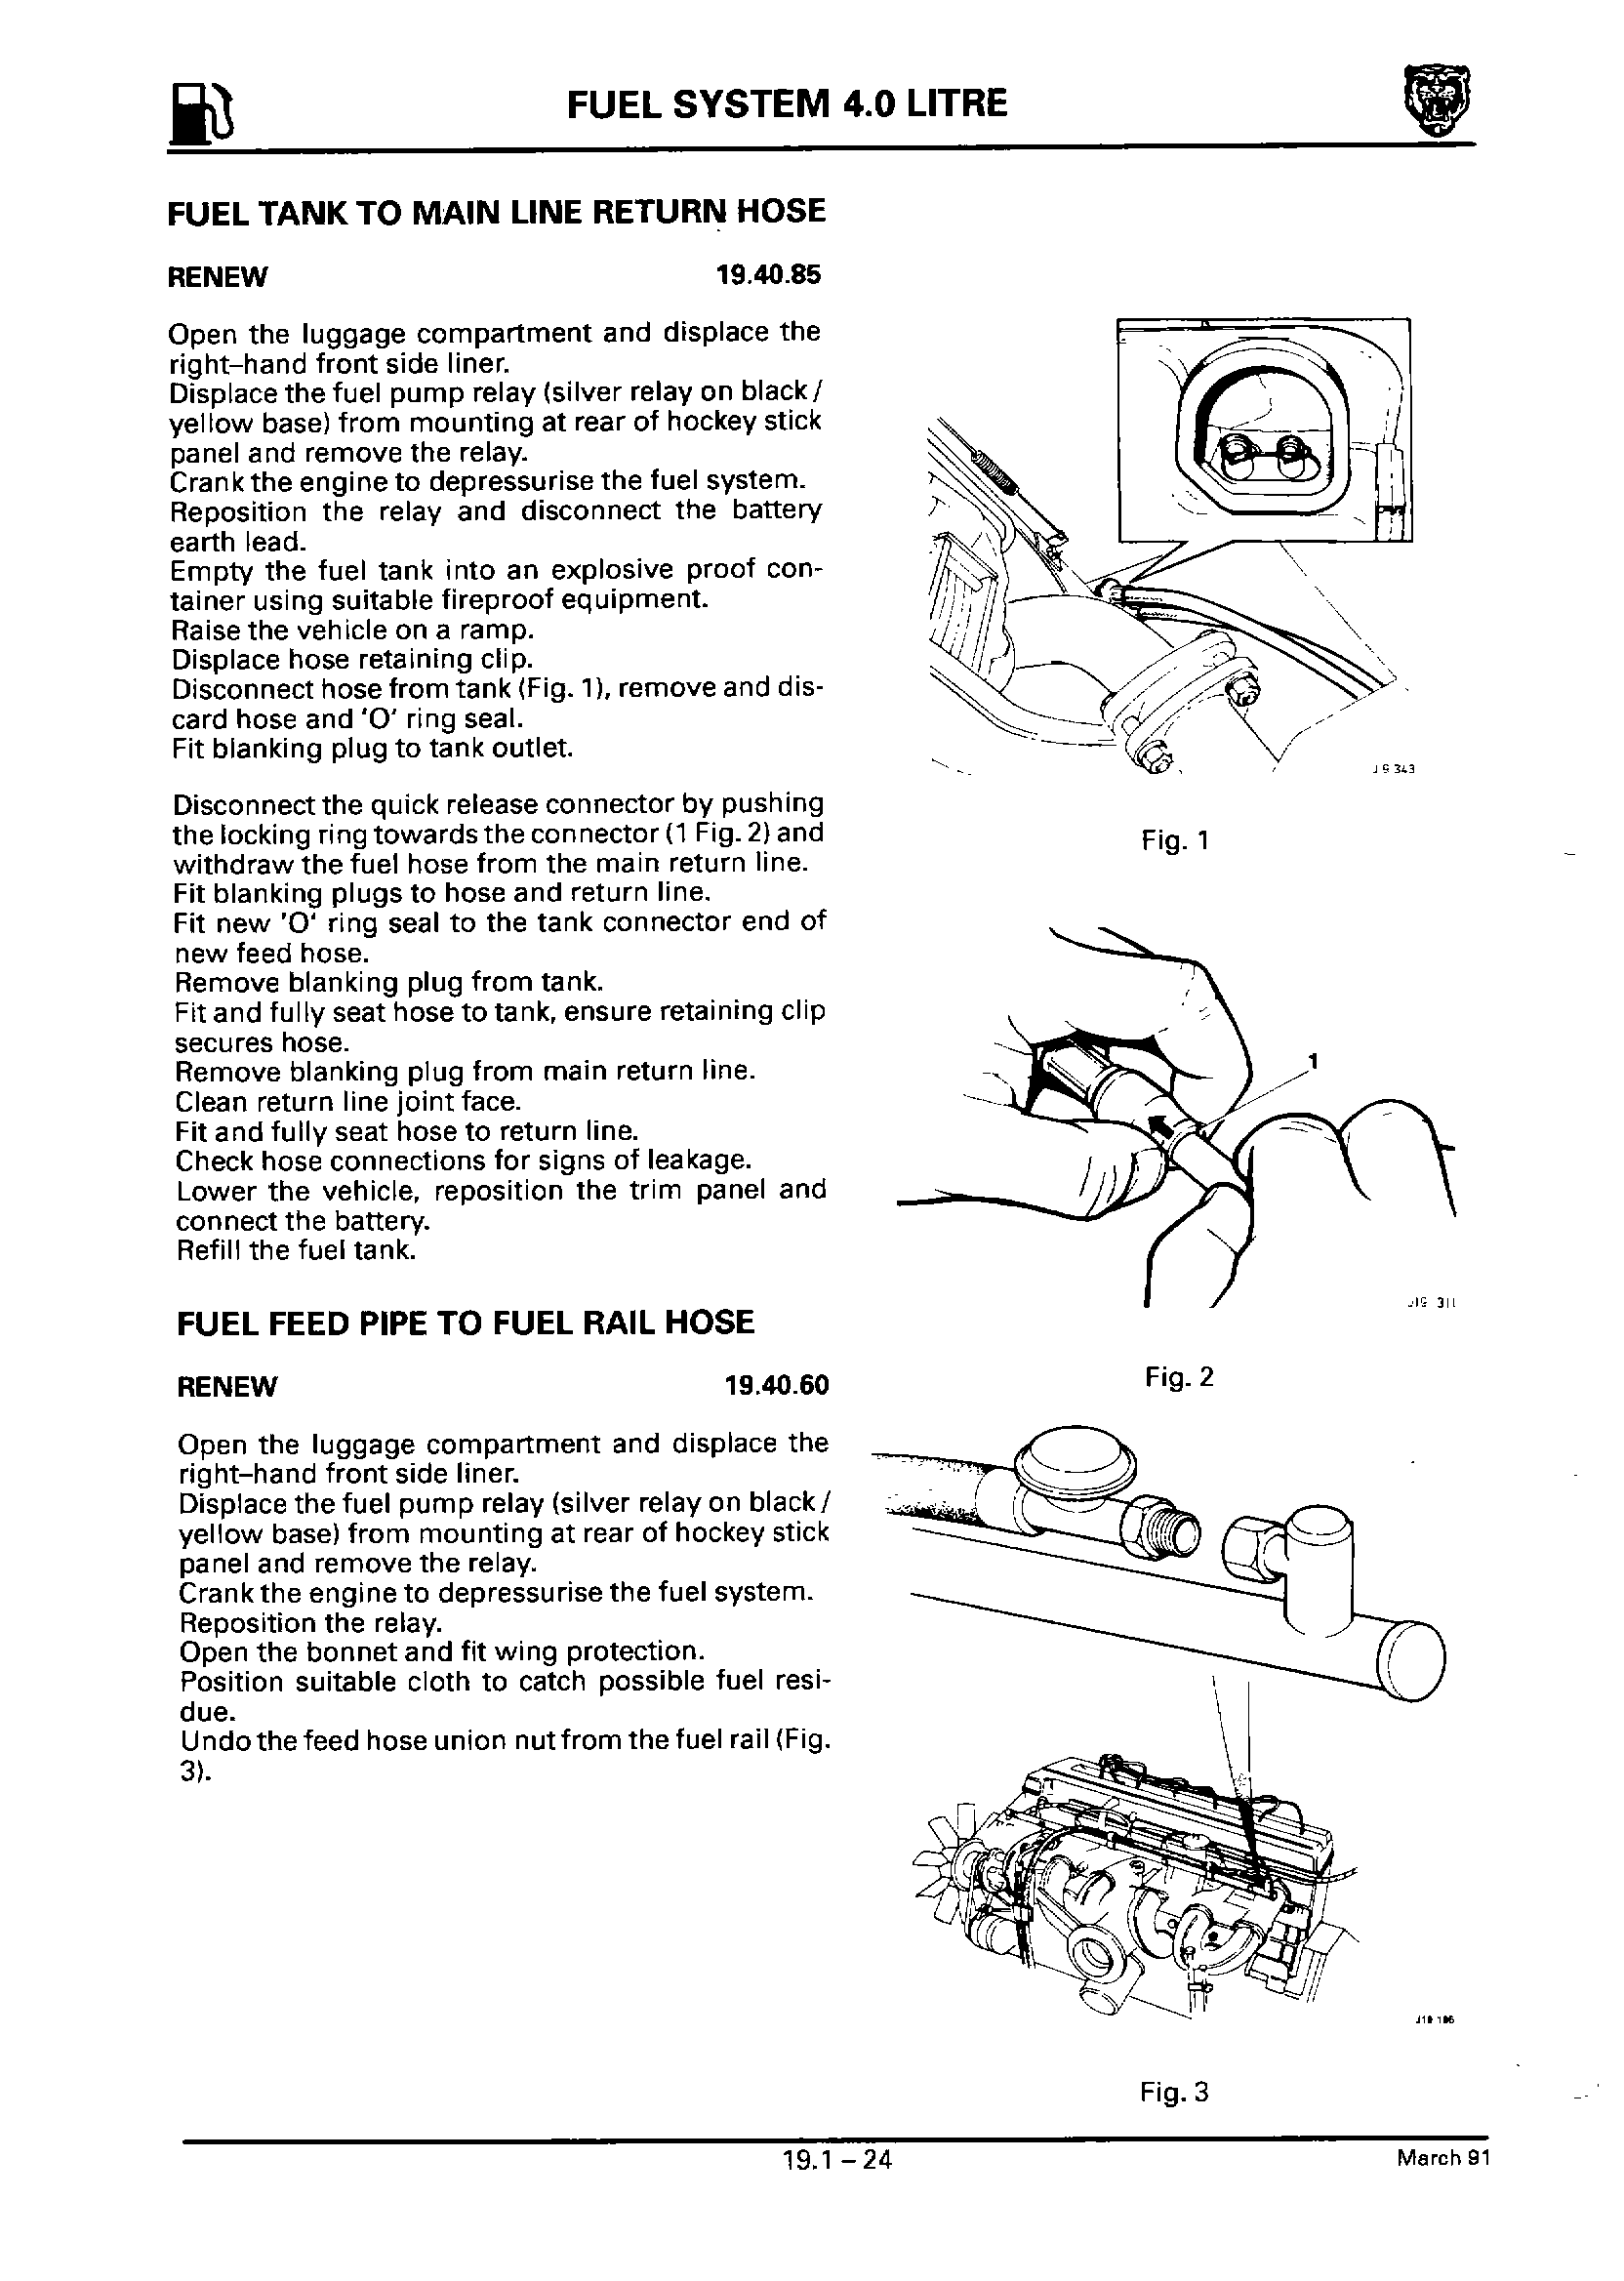 FUEL SYSTEM 4.0 LITRE
FUEL TANK TO MAIN LINE RETURN HOSE
RENEW 19.40.85
Open the luggage compartment and displace the
right–hand front side liner.
Displace the fuel pump relay (silver relay on black/
yellow base) from mounting at rear of hockey stick
panel and remove the relay.
Crank the engine to depressurise the fuel system.
Reposition the relay and disconnect the battery
earth lead.
Empty the fuel tank into an explosive proof con-
tainer using suitable fireproof equipment.
Raise the vehicle on a ramp.
Displace hose retaining clip.
Disconnect hose from tank (Fig. 1), remove and dis-
card hose and 'O' ring seal.
Fit blanking plug to tank outlet.
Disconnect the quick release connector by pushing
the locking ring towards the connector (1 Fig. 2) and
withdraw the fuel hose from the main return line.
Fit blanking plugs to hose and return line.
Fit new 'O' ring seal to the tank connector end of
new feed hose.
Remove blanking plug from tank.
Fit and fully seat hose to tank, ensure retaining clip
secures hose.
Remove blanking plug from main return line.
Clean return line joint face.
Fit and fully seat hose to return line.
Check hose connections for signs of leakage.
Lower the vehicle, reposition the trim panel and
connect the battery.
Refill the fuel tank.
FUEL FEED PIPE TO FUEL RAIL HOSE
RENEW 19.40.60
Open the luggage compartment and displace the
right–hand front side liner.
Displace the fuel pump relay (silver relay on black/
yellow base) from mounting at rear of hockey stick
panel and remove the relay.
Crank the engine to depressurise the fuel system.
Reposition the relay.
Open the bonnet and fit wing protection.
Position suitable cloth to catch possible fuel resi-
due.
Undo the feed hose union nut from the fuel rail (Fig.
3).
Fig. 1
1
Fig. 2
Fig. 3
19.1 – 24
March 91